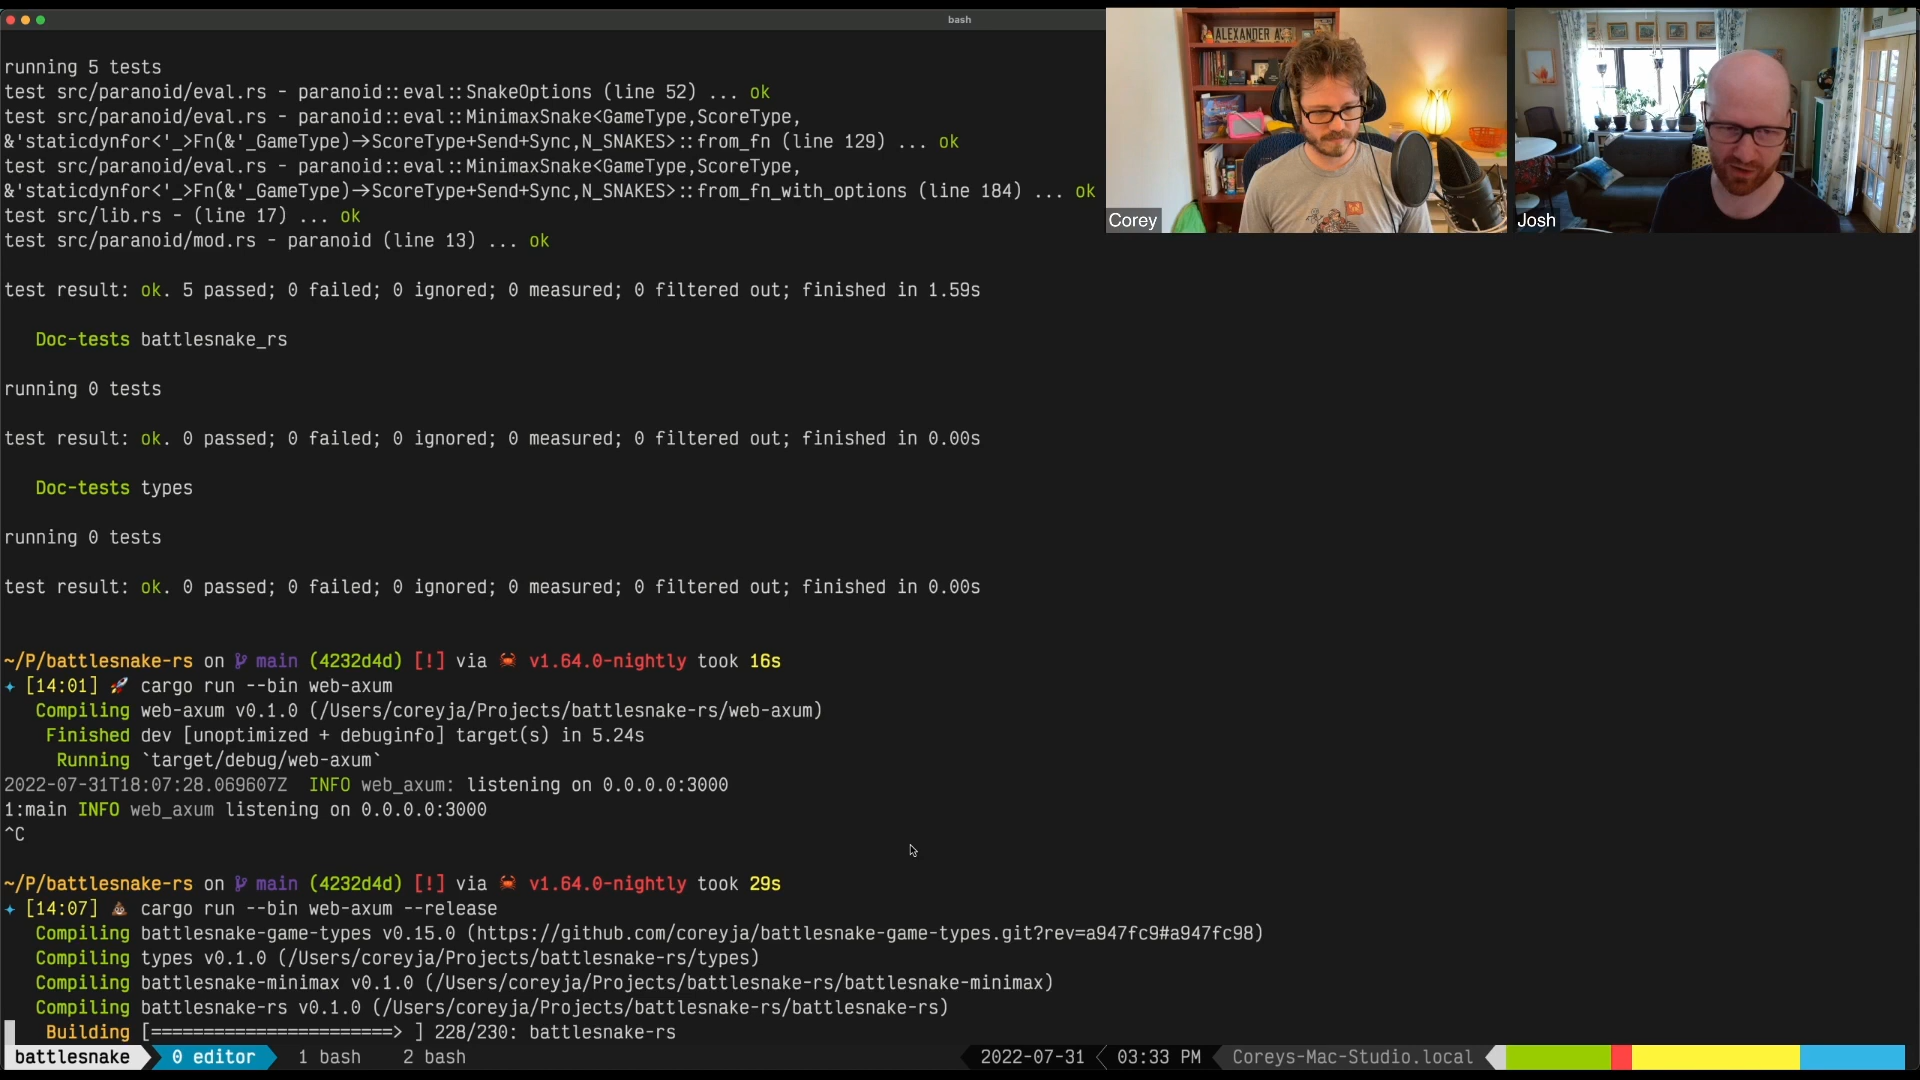 bash
running 5 tests
test src/paranoid/eval.rs - paranoid::eval::SnakeOptions (line 52) ... ok
test src/paranoid/eval.rs - paranoid::eval::MinimaxSnake<GameType,ScoreType,
&'staticdynfor<'_>Fn(&'_GameType)->ScoreType+Send+Sync,N_SNAKES>::from_fn (line 129) ... ok
test src/paranoid/eval.rs - paranoid::eval::MinimaxSnake<GameType,ScoreType,
&'staticdynfor<'_>Fn(&'_GameType)->ScoreType+Send+Sync,N_SNAKES>::from_fn_with_options (line 184) ... ok
test src/lib.rs - (line 17) ... ok
test src/paranoid/mod.rs - paranoid (line 13) ... ok
test result: ok. 5 passed; 0 failed; 0 ignored; 0 measured; 0 filtered out; finished in 1.59s
Doc-tests battlesnake_rs
running 0 tests
test result: ok. 0 passed; 0 failed; 0 ignored; 0 measured; 0 filtered out; finished in 0.00s
Doc-tests types
running 0 tests
test result: ok. 0 passed; 0 failed; 0 ignored; 0 measured; 0 filtered out; finished in 0.00s
~/P/battlesnake-rs on main (4232d4d) [!] via 🦀 v1.64.0-nightly took 16s
[14:01] 🚀 cargo run --bin web-axum
Compiling web-axum v0.1.0 (/Users/coreyja/Projects/battlesnake-rs/web-axum)
Finished dev [unoptimized + debuginfo] target(s) in 5.24s
Running `target/debug/web-axum`
2022-07-31T18:07:28.069607Z INFO web_axum: listening on 0.0.0.0:3000
1:main INFO web_axum listening on 0.0.0.0:3000
^C
~/P/battlesnake-rs on main (4232d4d) [!] via 🦀 v1.64.0-nightly took 29s
[14:07] 💩 cargo run --bin web-axum --release
Compiling battlesnake-game-types v0.15.0 (https://github.com/coreyja/battlesnake-game-types.git?rev=a947fc9#a947fc98)
Compiling types v0.1.0 (/Users/coreyja/Projects/battlesnake-rs/types)
Compiling battlesnake-minimax v0.1.0 (/Users/coreyja/Projects/battlesnake-rs/battlesnake-minimax)
Compiling battlesnake-rs v0.1.0 (/Users/coreyja/Projects/battlesnake-rs/battlesnake-rs)
Building [=======================> ] 228/230: battlesnake-rs
battlesnake 0 editor 1 bash 2 bash 2022-07-31 03:33 PM Coreys-Mac-Studio.local
ALEXANDER
Corey
Josh